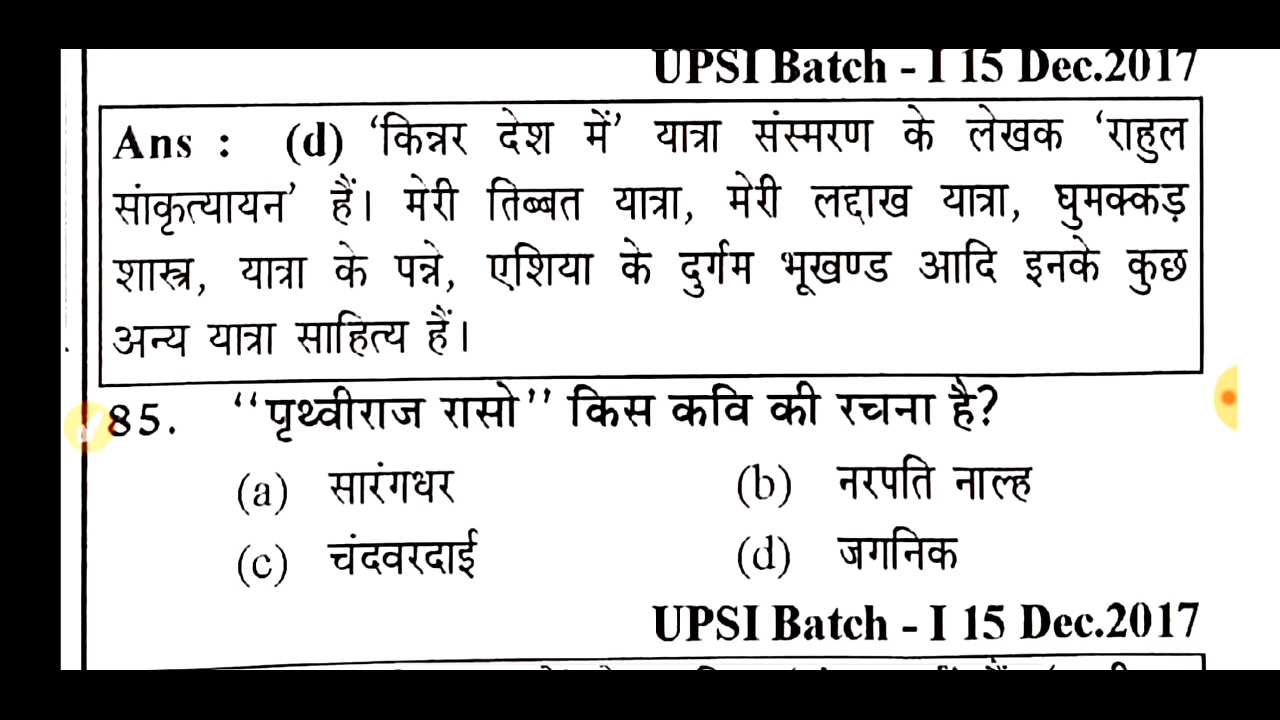 UPSI Batch - I 15 Dec.2017
Ans : (d) ‘किन्नर देश में’ यात्रा संस्मरण के लेखक ‘राहुल
सांकृत्यायन’ हैं। मेरी तिब्बत यात्रा, मेरी लद्दाख यात्रा, घुमक्कड़
शास्त्र, यात्रा के पन्ने, एशिया के दुर्गम भूखण्ड आदि इनके कुछ
अन्य यात्रा साहित्य हैं।
85. ‘‘पृथ्वीराज रासो’’ किस कवि की रचना है?
(a) सारंगधर (b) नरपति नाल्ह
(c) चंदवरदाई (d) जगनिक
UPSI Batch - I 15 Dec.2017